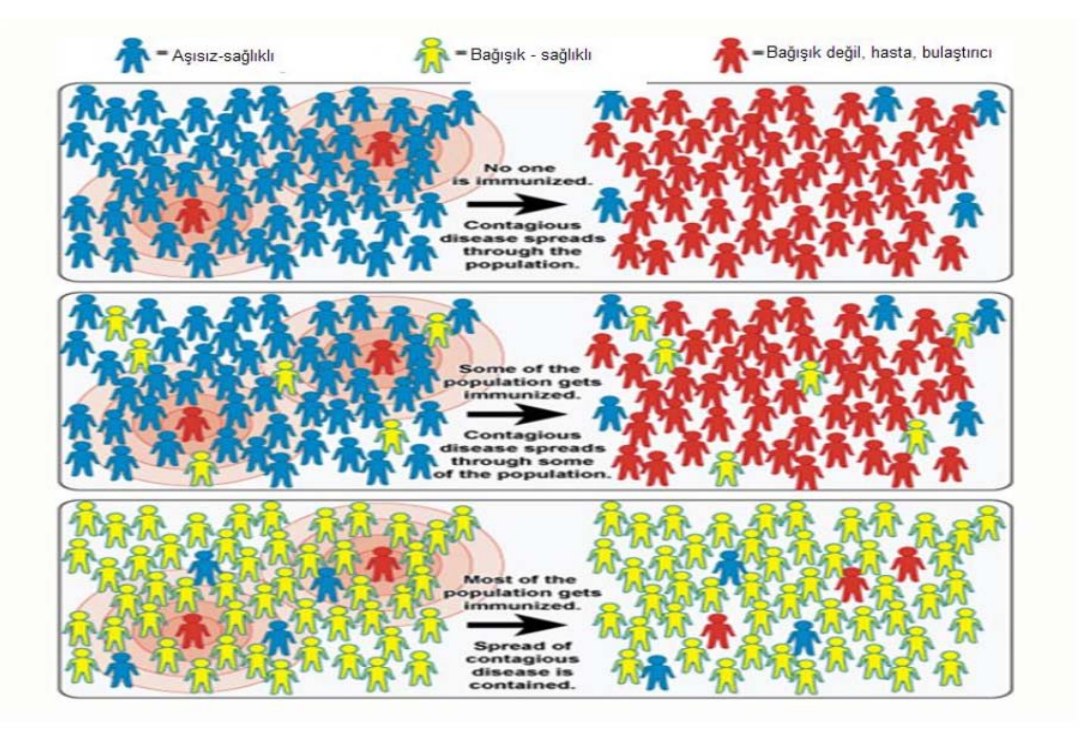 = Aşısız-sağlıklı
= Bağışık - sağlıklı
=Bağışık değil, hasta, bulaştırıcı
No one
is immunized.
Contagious
disease spreads
through the
population.
Some of the
population gets
immunized.
Contagious
disease spreads
through some
of the population.
Most of the
population gets
immunized.
Spread of
contagious
disease is
contained.